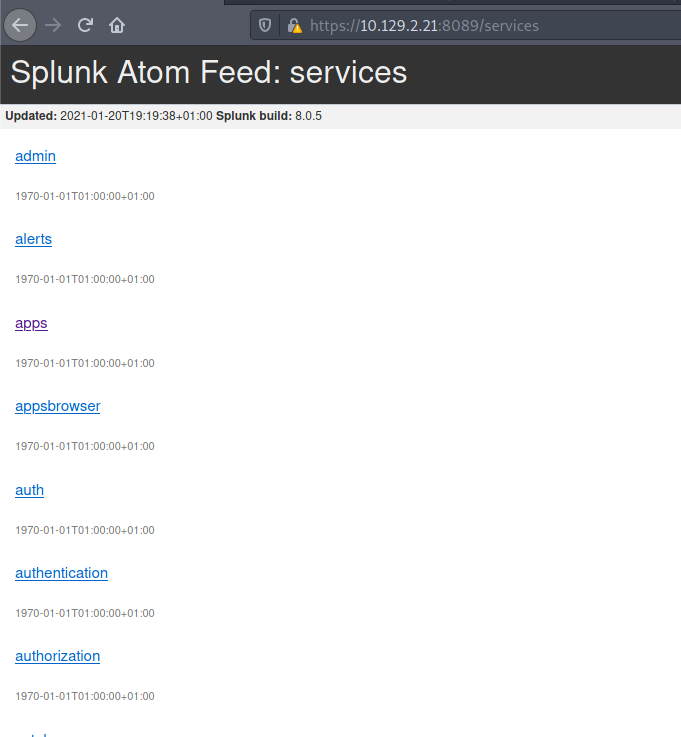 https://10.129.2.21:8089/services
Splunk Atom Feed: services
Updated: 2021-01-20T19:19:38+01:00 Splunk build: 8.0.5
admin
1970-01-01T01:00:00+01:00
alerts
1970-01-01T01:00:00+01:00
apps
1970-01-01T01:00:00+01:00
appsbrowser
1970-01-01T01:00:00+01:00
auth
1970-01-01T01:00:00+01:00
authentication
1970-01-01T01:00:00+01:00
authorization
1970-01-01T01:00:00+01:00